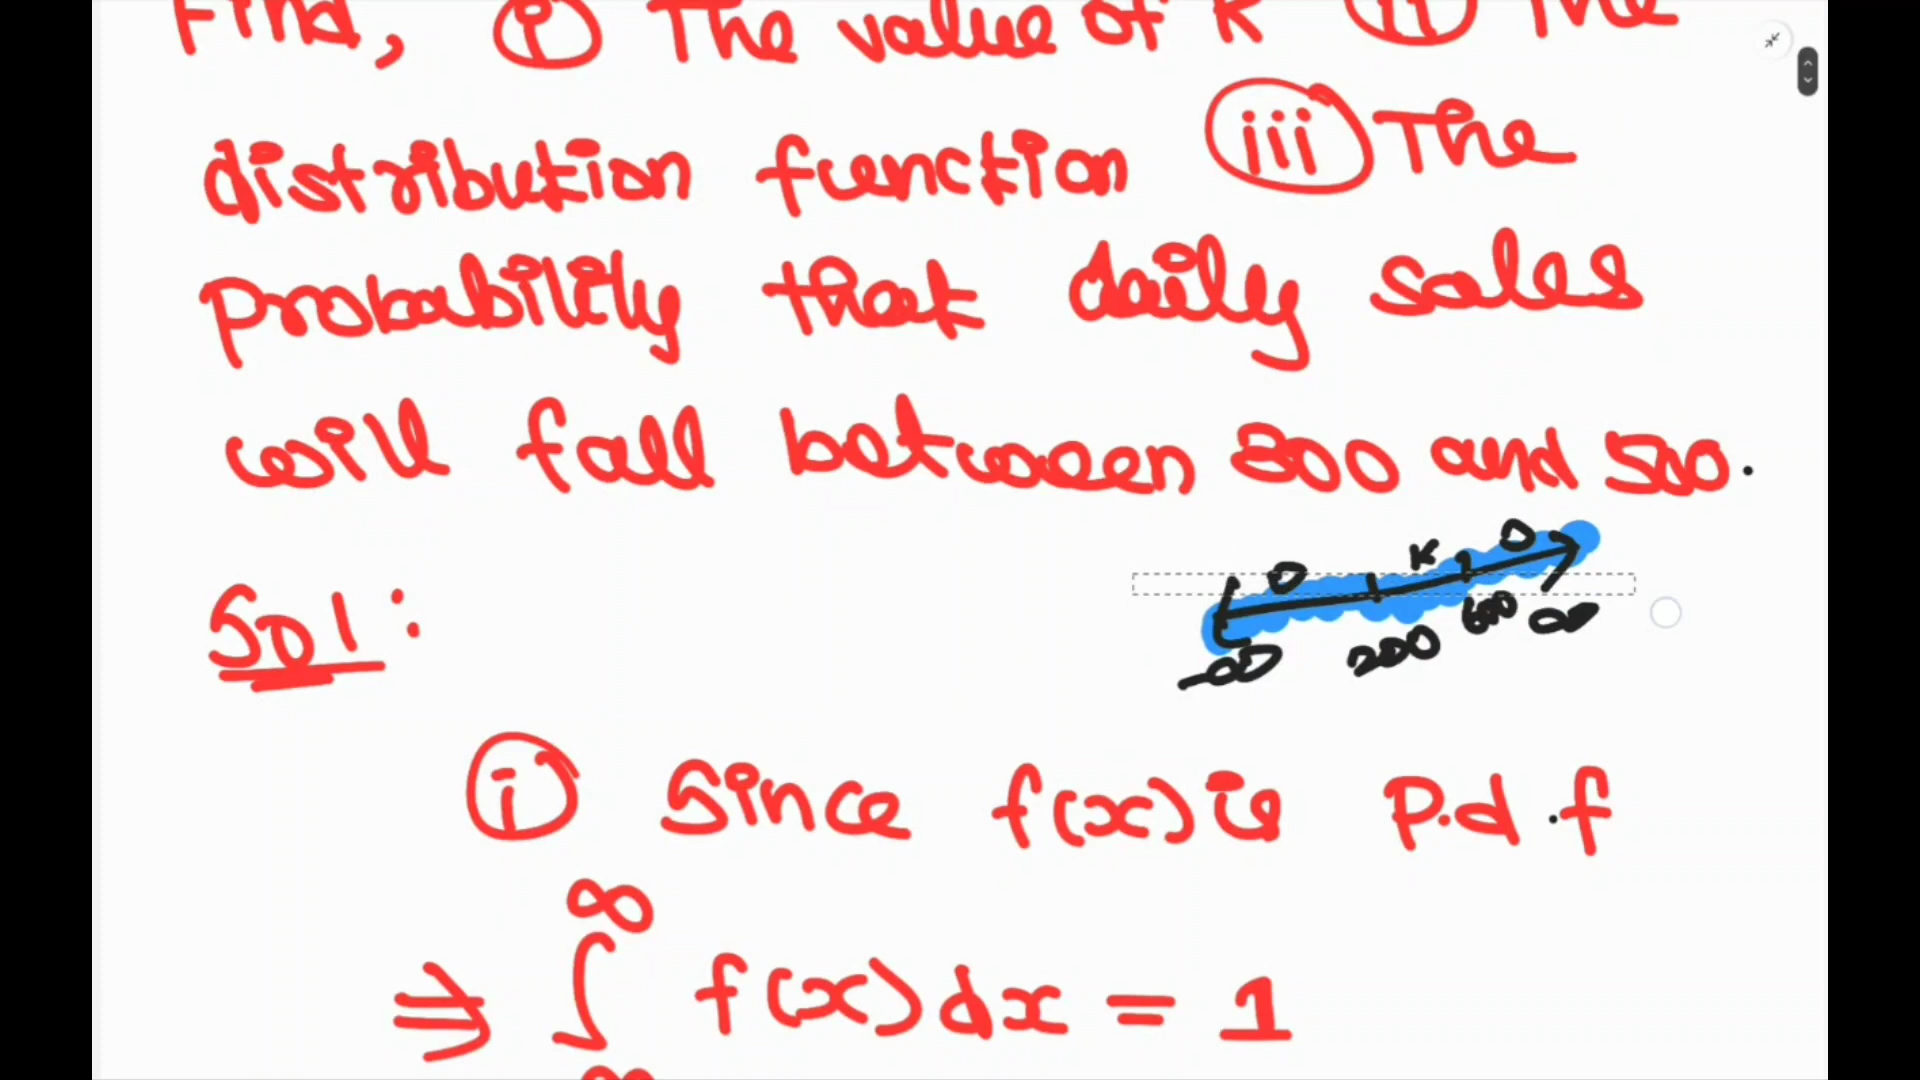 Find, (i) The value of K (ii) The
distribution function (iii) The
probability that daily sales
will fall between 300 and 500.
0 K 0
-∞ 200 600 ∞
Sol:
(i) Since f(x) is P.d.f
⇒ ∫ f(x) dx = 1
∞
∞